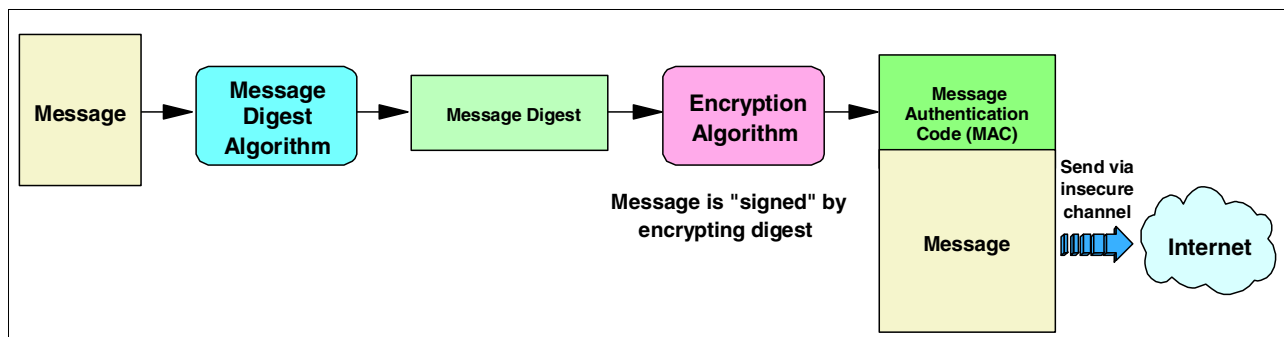 Message
Message
Digest
Algorithm
Message Digest
Encryption
Algorithm
Message is "signed" by
encrypting digest
Message
Authentication
Code (MAC)
Message
Send via
insecure
channel
Internet